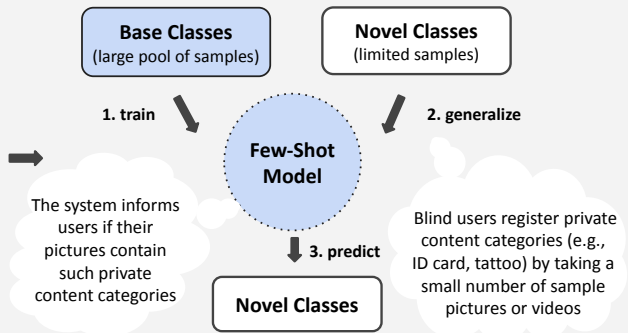 Base Classes
(large pool of samples)
Novel Classes
(limited samples)
1. train
2. generalize
Few-Shot
Model
The system informs
users if their
pictures contain
such private
content categories
Blind users register private
content categories (e.g.,
ID card, tattoo) by taking a
small number of sample
pictures or videos
3. predict
Novel Classes